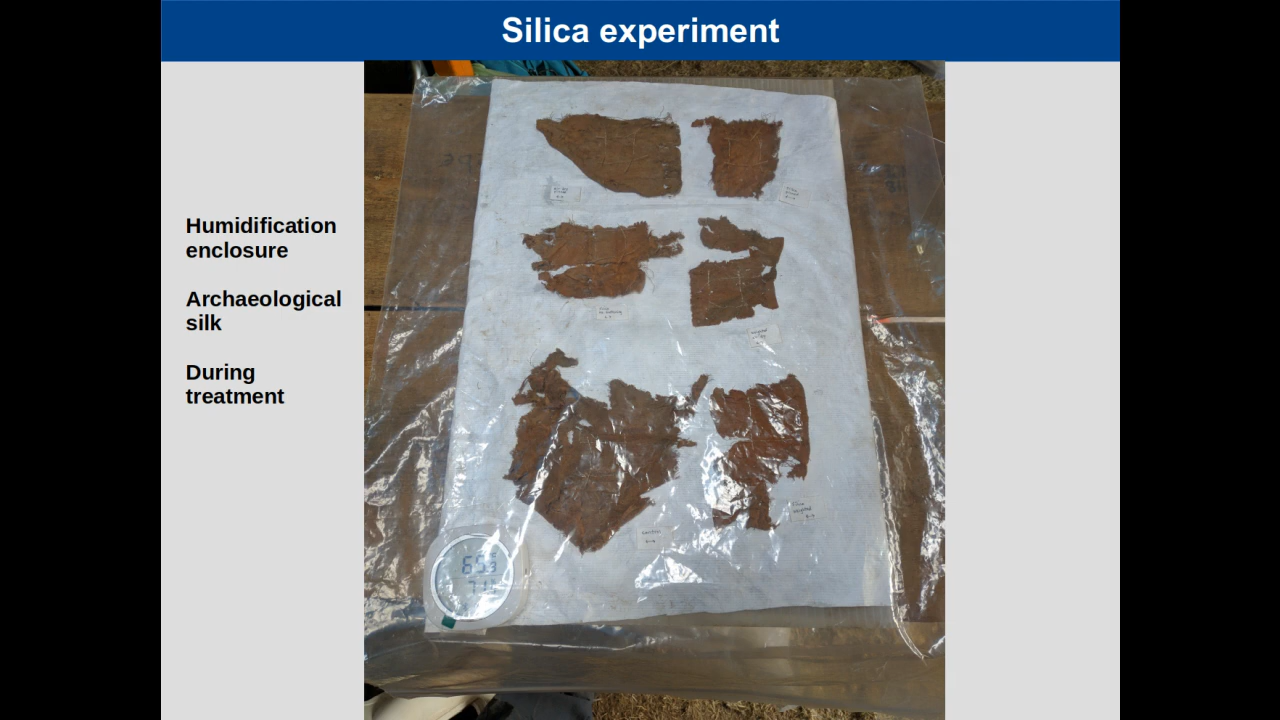 Silica experiment
Humidification
enclosure
Archaeological
silk
During
treatment